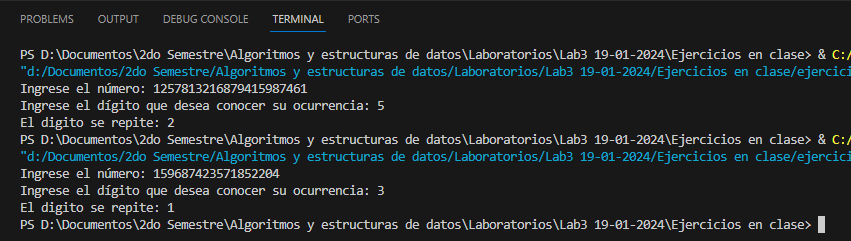 PROBLEMS OUTPUT DEBUG CONSOLE TERMINAL PORTS
PS D:\Documentos\2do Semestre\Algoritmos y estructuras de datos\Laboratorios\Lab3 19-01-2024\Ejercicios en clase> & C:/
"d:/Documentos/2do Semestre/Algoritmos y estructuras de datos/Laboratorios/Lab3 19-01-2024/Ejercicios en clase/ejercici
Ingrese el número: 1257813216879415987461
Ingrese el dígito que desea conocer su ocurrencia: 5
El digito se repite: 2
PS D:\Documentos\2do Semestre\Algoritmos y estructuras de datos\Laboratorios\Lab3 19-01-2024\Ejercicios en clase> & C:/
"d:/Documentos/2do Semestre/Algoritmos y estructuras de datos/Laboratorios/Lab3 19-01-2024/Ejercicios en clase/ejercici
Ingrese el número: 159687423571852204
Ingrese el dígito que desea conocer su ocurrencia: 3
El digito se repite: 1
PS D:\Documentos\2do Semestre\Algoritmos y estructuras de datos\Laboratorios\Lab3 19-01-2024\Ejercicios en clase>